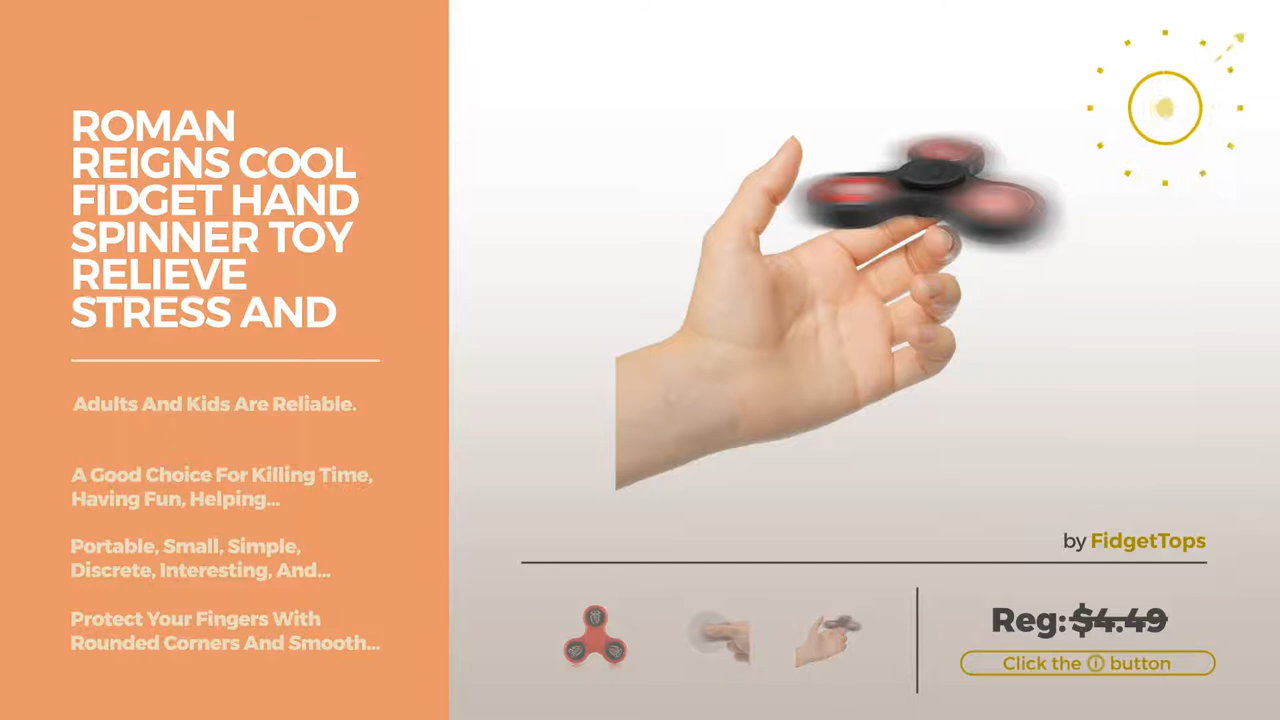 ROMAN
REIGNS COOL
FIDGET HAND
SPINNER TOY
RELIEVE
STRESS AND
Adults And Kids Are Reliable.
A Good Choice For Killing Time,
Having Fun, Helping...
Portable, Small, Simple,
Discrete, Interesting, And...
Protect Your Fingers With
Rounded Corners And Smooth...
by FidgetTops
Reg: $4.49
Click the ⓘ button